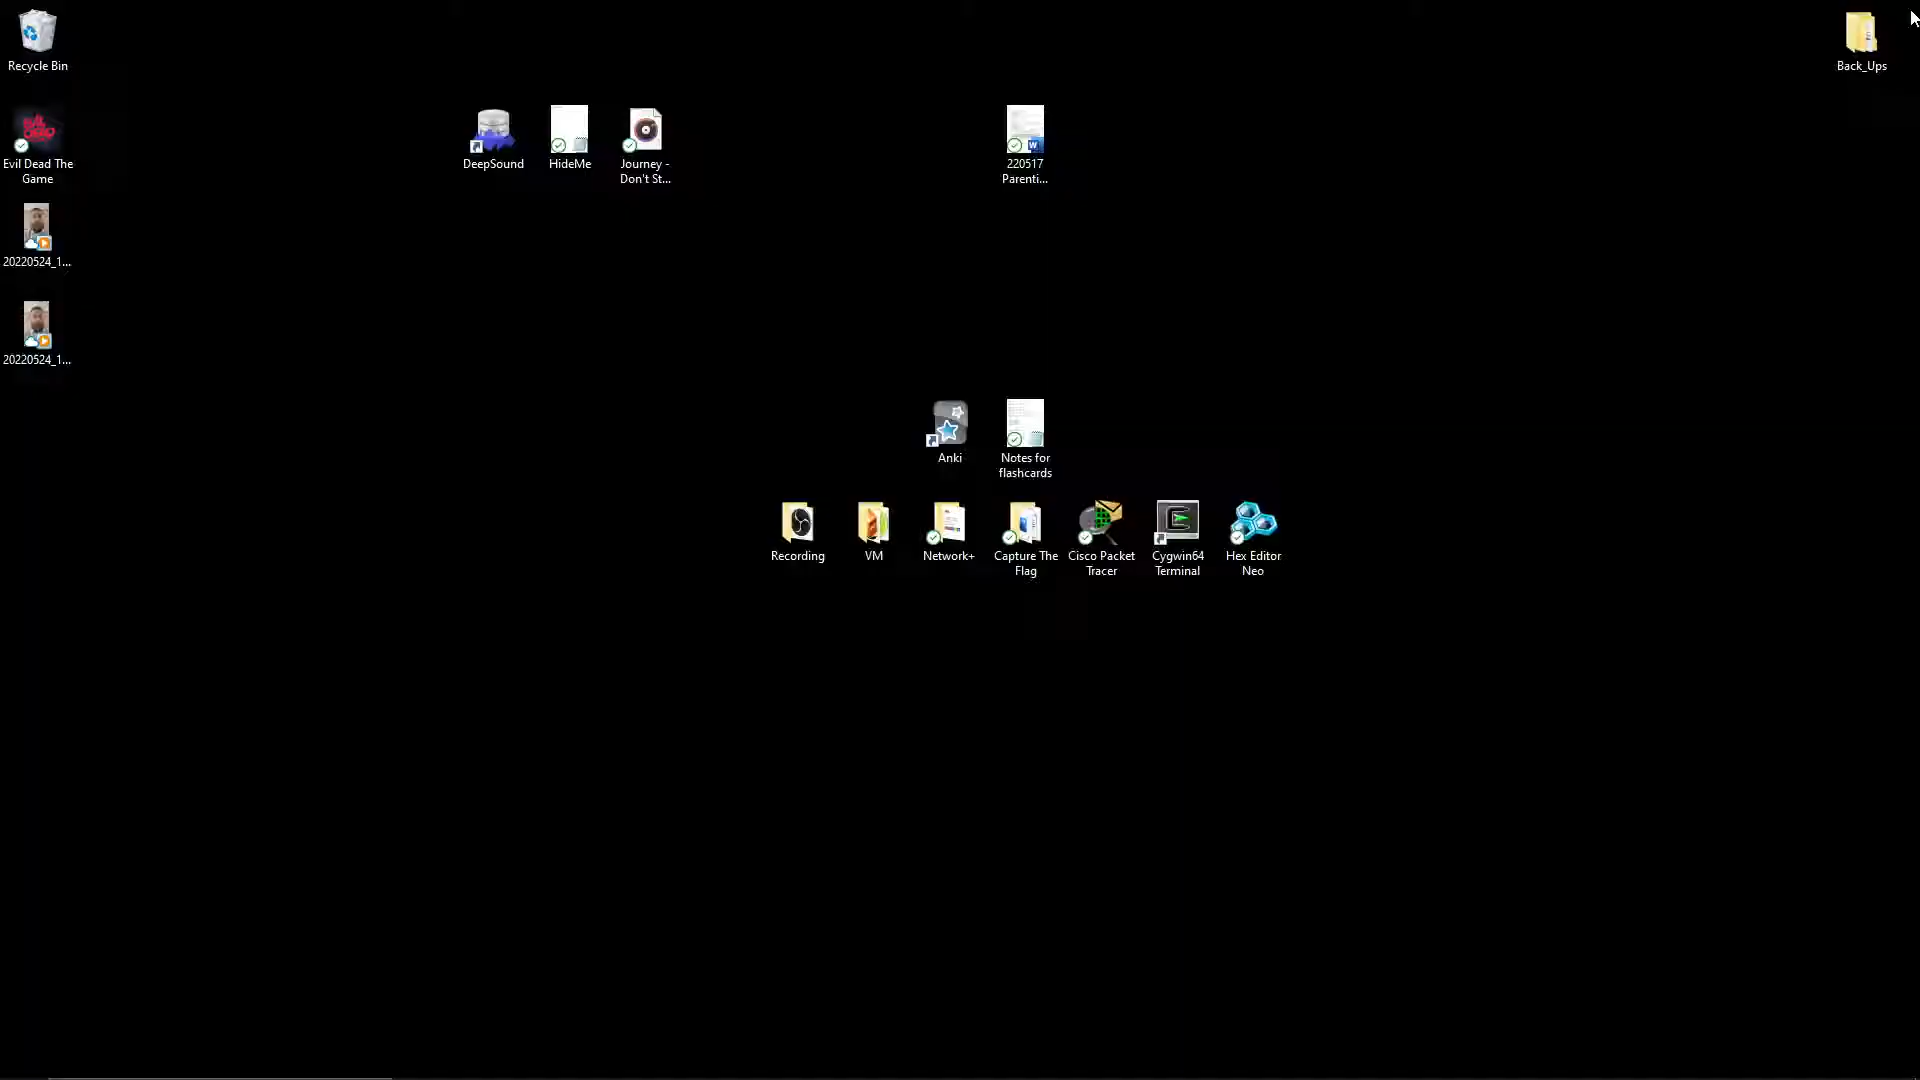 Recycle Bin
Back_Ups
Evil Dead The
Game
DeepSound
HideMe
Journey -
Don't St...
220517
Parenti...
20220524_1...
20220524_1...
Anki
Notes for
flashcards
Recording
VM
Network+
Capture The
Flag
Cisco Packet
Tracer
Cygwin64
Terminal
Hex Editor
Neo